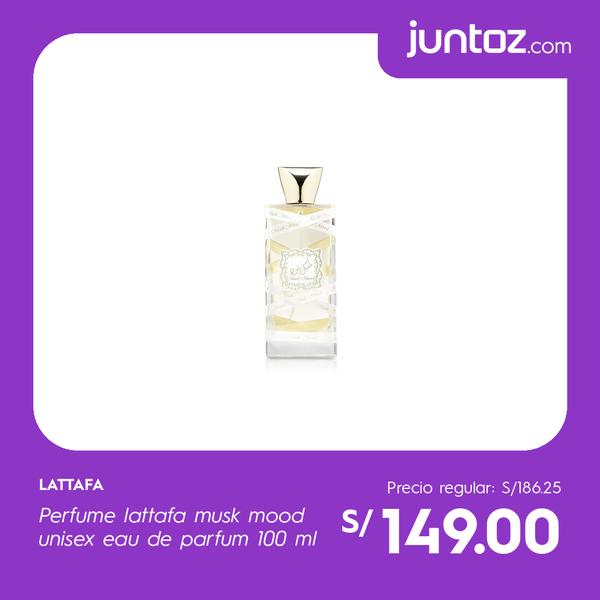 juntoz.com
LATTAFA
Perfume lattafa musk mood
unisex eau de parfum 100 ml
Precio regular: S/186.25
S/149.00